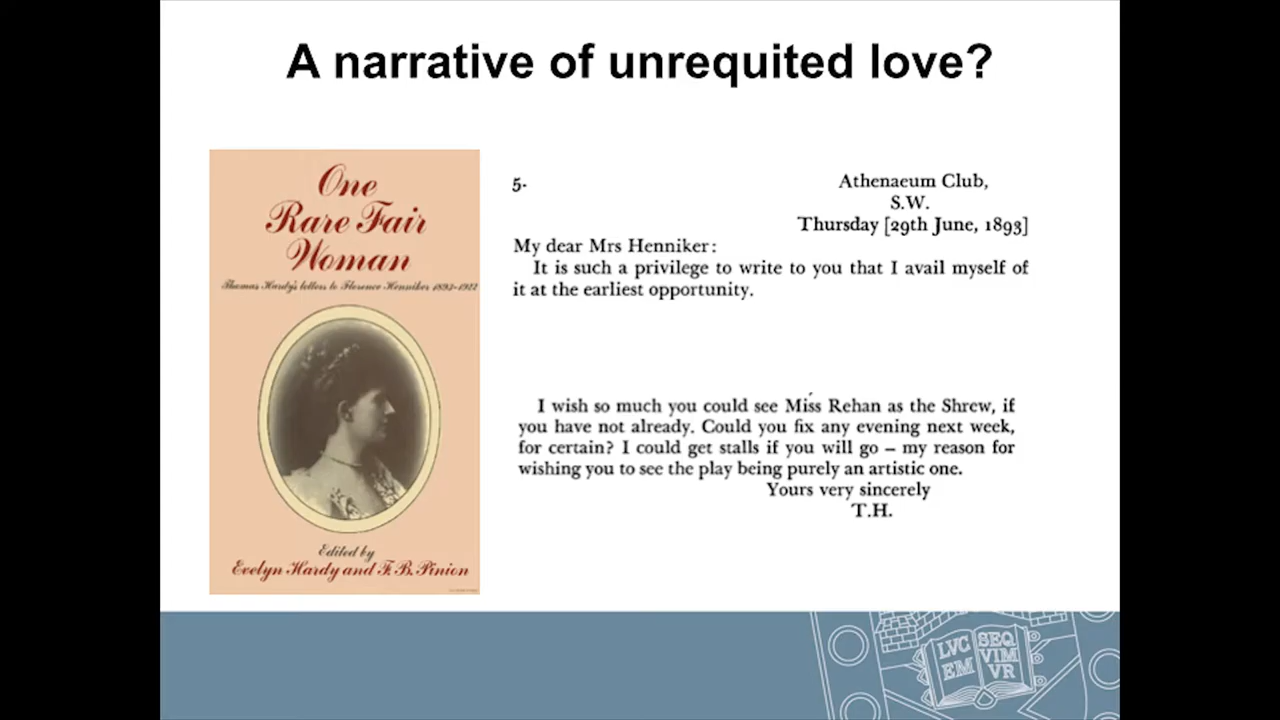 A narrative of unrequited love?
One
Rare Fair
Woman
Thomas Hardy's letters to Florence Henniker 1893-1922
Edited by
Evelyn Hardy and F. B. Pinion
5.
Athenaeum Club,
S.W.
Thursday [29th June, 1893]
My dear Mrs Henniker:
It is such a privilege to write to you that I avail myself of
it at the earliest opportunity.
I wish so much you could see Miss Rehan as the Shrew, if
you have not already. Could you fix any evening next week,
for certain? I could get stalls if you will go – my reason for
wishing you to see the play being purely an artistic one.
Yours very sincerely
T.H.
LVC
EM
SEQ
VIM
VR